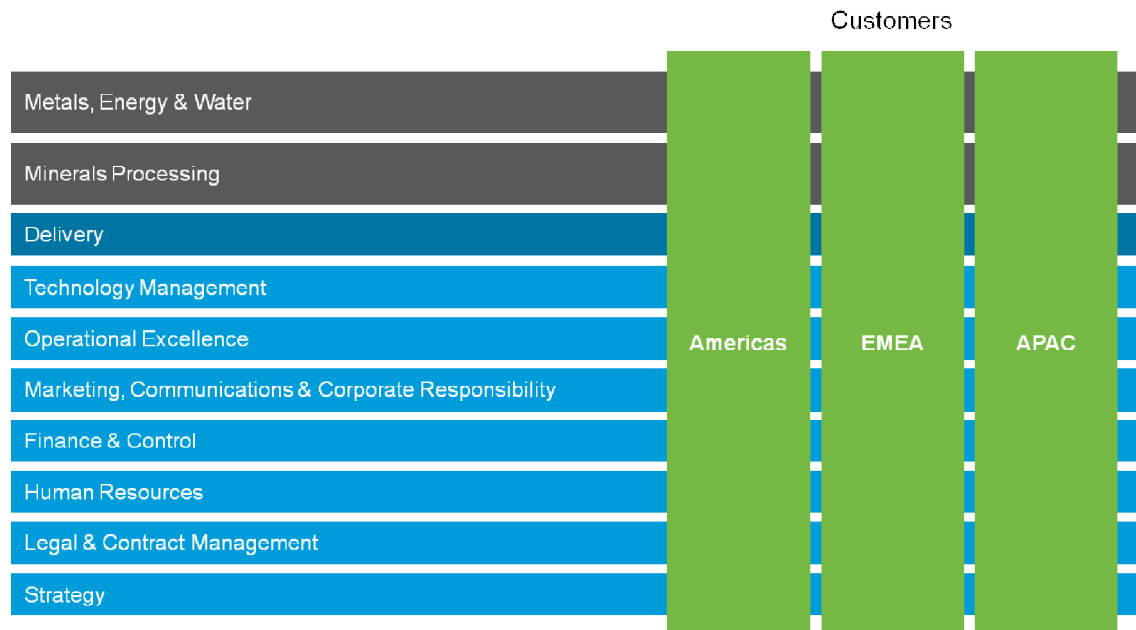 Customers
Metals, Energy & Water
Minerals Processing
Delivery
Technology Management
Operational Excellence
Americas
EMEA
APAC
Marketing, Communications & Corporate Responsibility
Finance & Control
Human Resources
Legal & Contract Management
Strategy